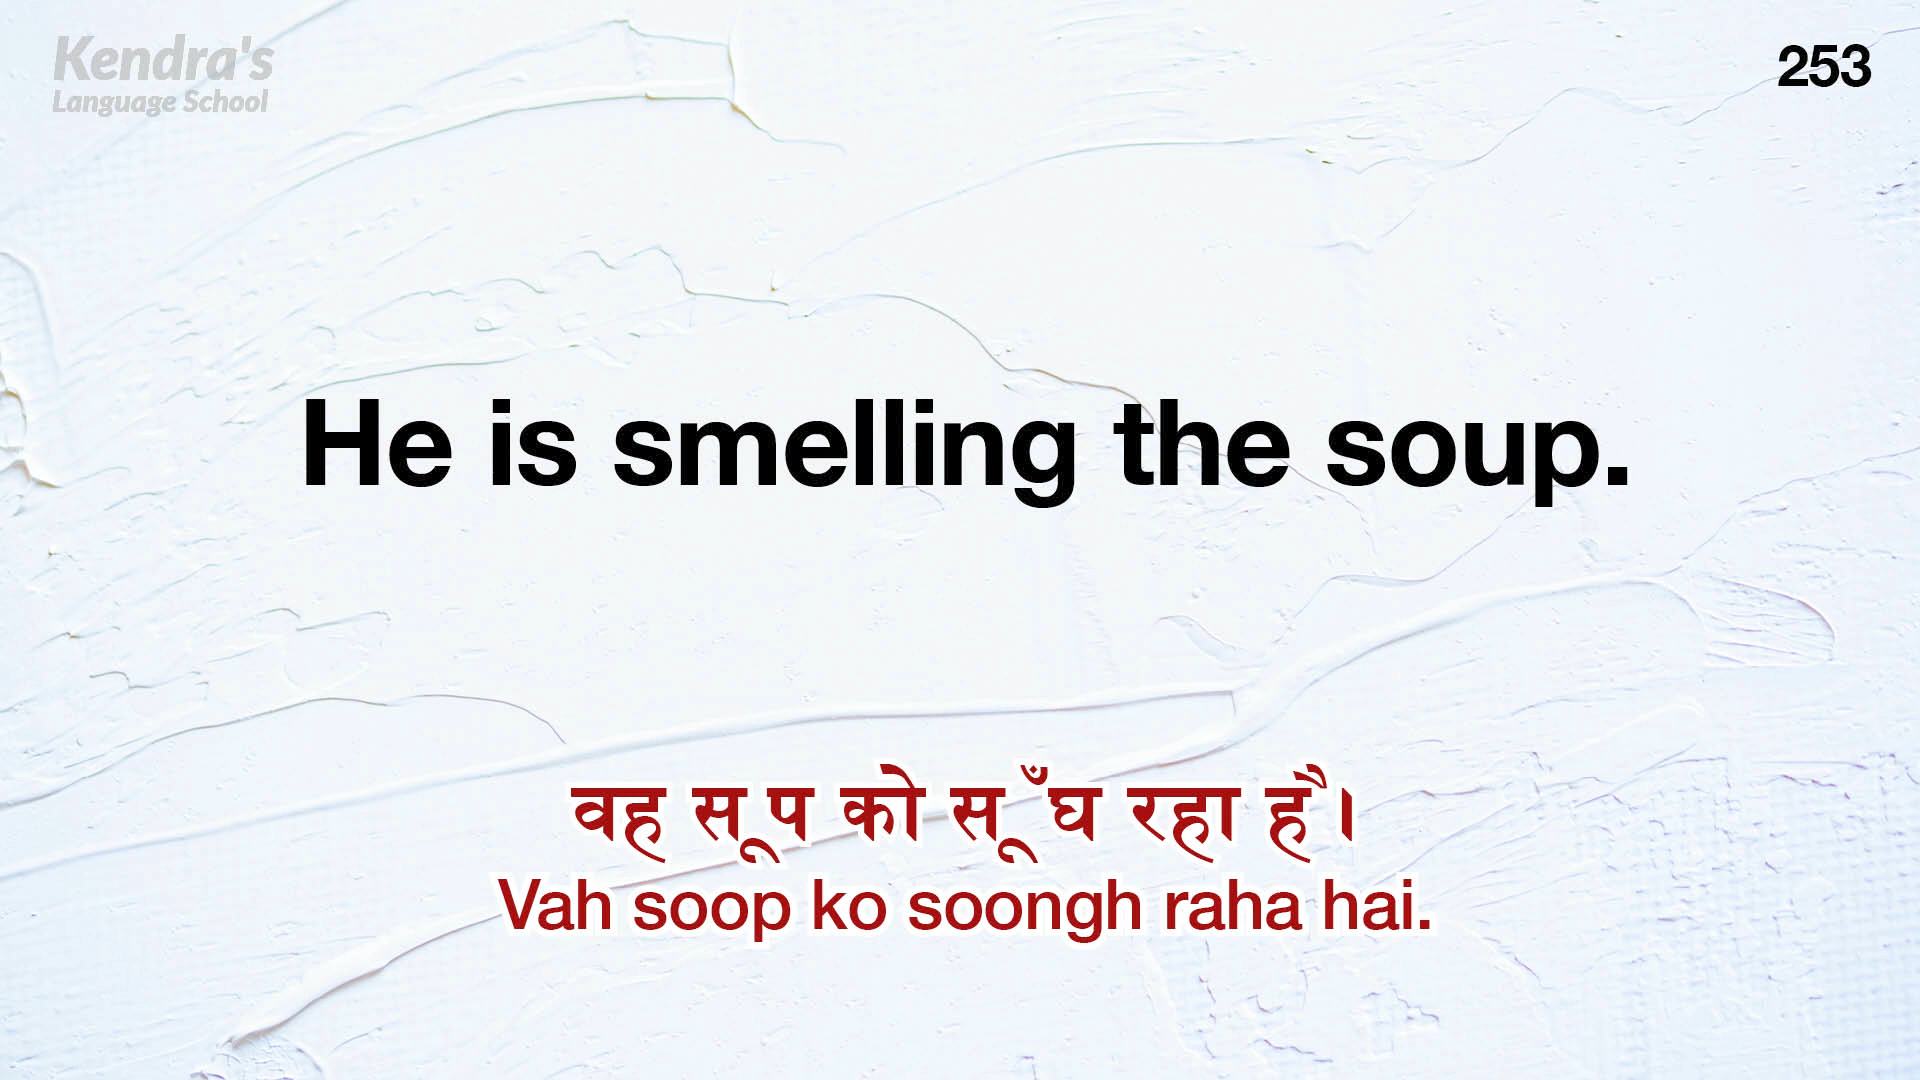 Kendra's
Language School
253
He is smelling the soup.
वह सूप को सूँघ रहा है।
Vah soop ko soongh raha hai.